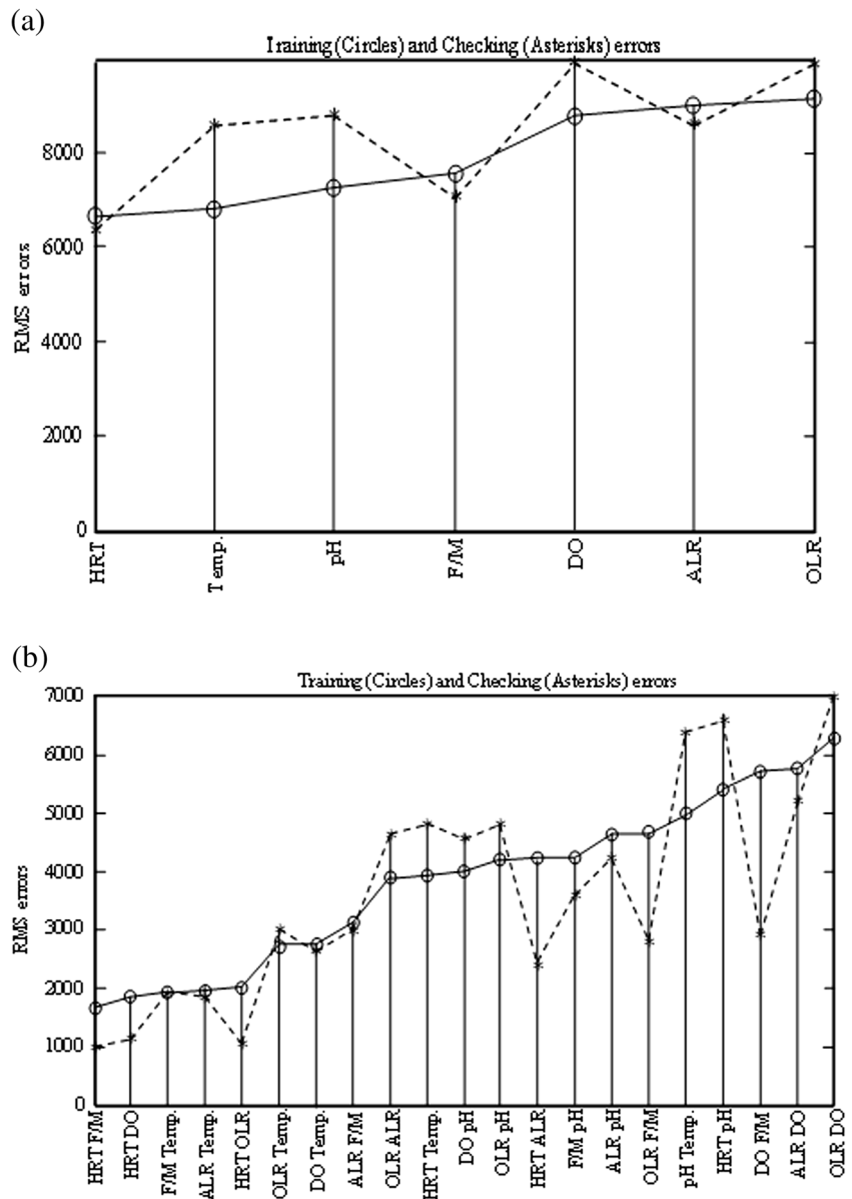 (a)
Training (Circles) and Checking (Asterisks) errors
8000
6000
4000
2000
0
RMS errors
HRT
Temp.
pH
F/M
DO
ALR
OLR
(b)
Training (Circles) and Checking (Asterisks) errors
7000
6000
5000
4000
3000
2000
1000
0
RMS errors
HRT F/M
HRT DO
F/M Temp.
ALR Temp.
HRT OLR
OLR Temp.
DO Temp.
ALR F/M
OLR ALR
HRT Temp.
DO pH
OLR pH
HRT ALR
F/M pH
ALR pH
OLR F/M
pH Temp.
HRT pH
DO F/M
ALR DO
OLR DO